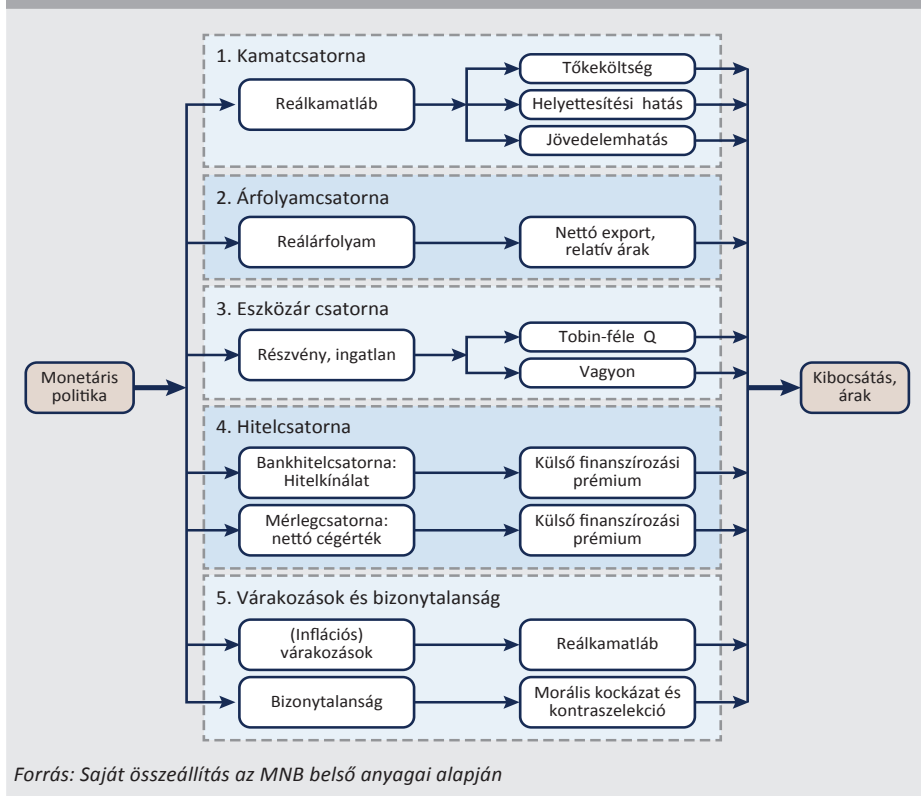 1. Kamatcsatorna
Reálkamatláb
Tőkeköltség
Helyettesítési hatás
Jövedelemhatás
2. Árfolyamcsatorna
Reálárfolyam
Nettó export,
relatív árak
3. Eszközár csatorna
Részvény, ingatlan
Tobin-féle Q
Vagyon
Monetáris
politika
Kibocsátás,
árak
4. Hitelcsatorna
Bankhitelcsatorna:
Hitelkínálat
Külső finanszírozási
prémium
Mérlegcsatorna:
nettó cégérték
Külső finanszírozási
prémium
5. Várakozások és bizonytalanság
(Inflációs)
várakozások
Reálkamatláb
Bizonytalanság
Morális kockázat és
kontraszelekció
Forrás: Saját összeállítás az MNB belső anyagai alapján